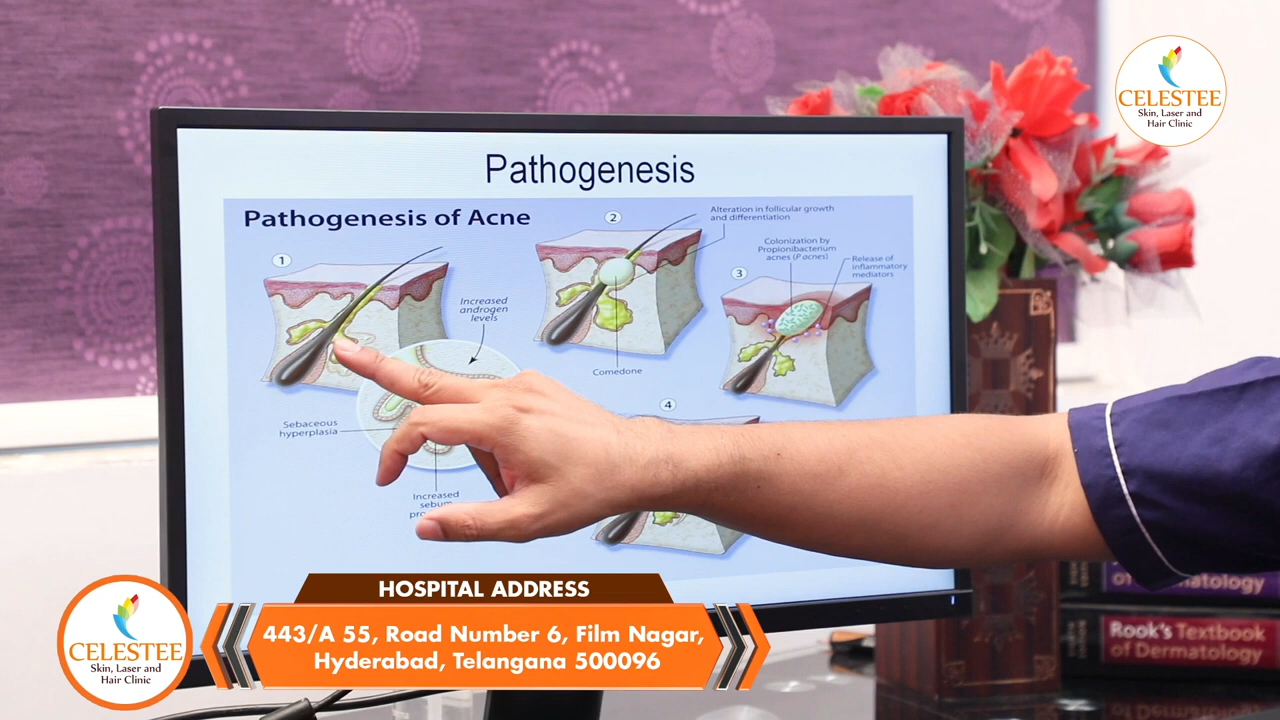 CELESTEE
Skin, Laser and
Hair Clinic
Pathogenesis
Pathogenesis of Acne
1
2
3
4
Alteration in follicular growth
and differentiation
Colonization by
Propionibacterium
acnes (P acnes)
Release of
inflammatory
mediators
Increased
androgen
levels
Comedone
Sebaceous
hyperplasia
Increased
sebum
HOSPITAL ADDRESS
443/A 55, Road Number 6, Film Nagar,
Hyderabad, Telangana 500096
CELESTEE
Skin, Laser and
Hair Clinic
Rook's Textbook
of Dermatology